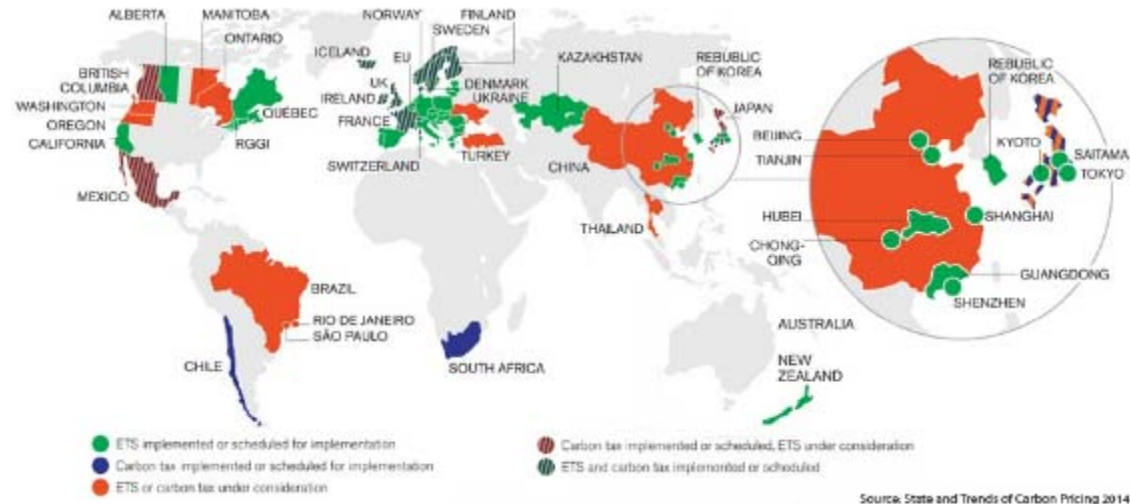 ALBERTA
MANITOBA
ONTARIO
BRITISH
COLUMBIA
WASHINGTON
OREGON
CALIFORNIA
QUEBEC
RGGI
MEXICO
ICELAND
NORWAY
SWEDEN
FINLAND
EU
UK
IRELAND
FRANCE
DENMARK
UKRAINE
SWITZERLAND
TURKEY
KAZAKHSTAN
CHINA
THAILAND
REBUBLIC
OF KOREA
JAPAN
BRAZIL
RIO DE JANEIRO
SÃO PAULO
CHILE
SOUTH AFRICA
AUSTRALIA
NEW
ZEALAND
REBUBLIC
OF KOREA
BEIJING
TIANJIN
KYOTO
SAITAMA
TOKYO
HUBEI
SHANGHAI
CHONG-
QING
GUANGDONG
SHENZHEN
ETS implemented or scheduled for implementation
Carbon tax implemented or scheduled for implementation
ETS or carbon tax under consideration
Carbon tax implemented or scheduled, ETS under consideration
ETS and carbon tax implemented or scheduled
Source: State and Trends of Carbon Pricing 2014